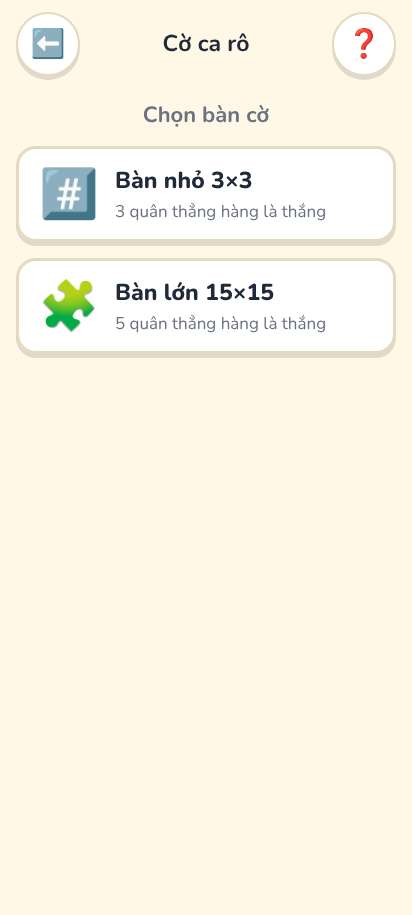 Cờ ca rô
Chọn bàn cờ
Bàn nhỏ 3×3
3 quân thẳng hàng là thắng
Bàn lớn 15×15
5 quân thẳng hàng là thắng